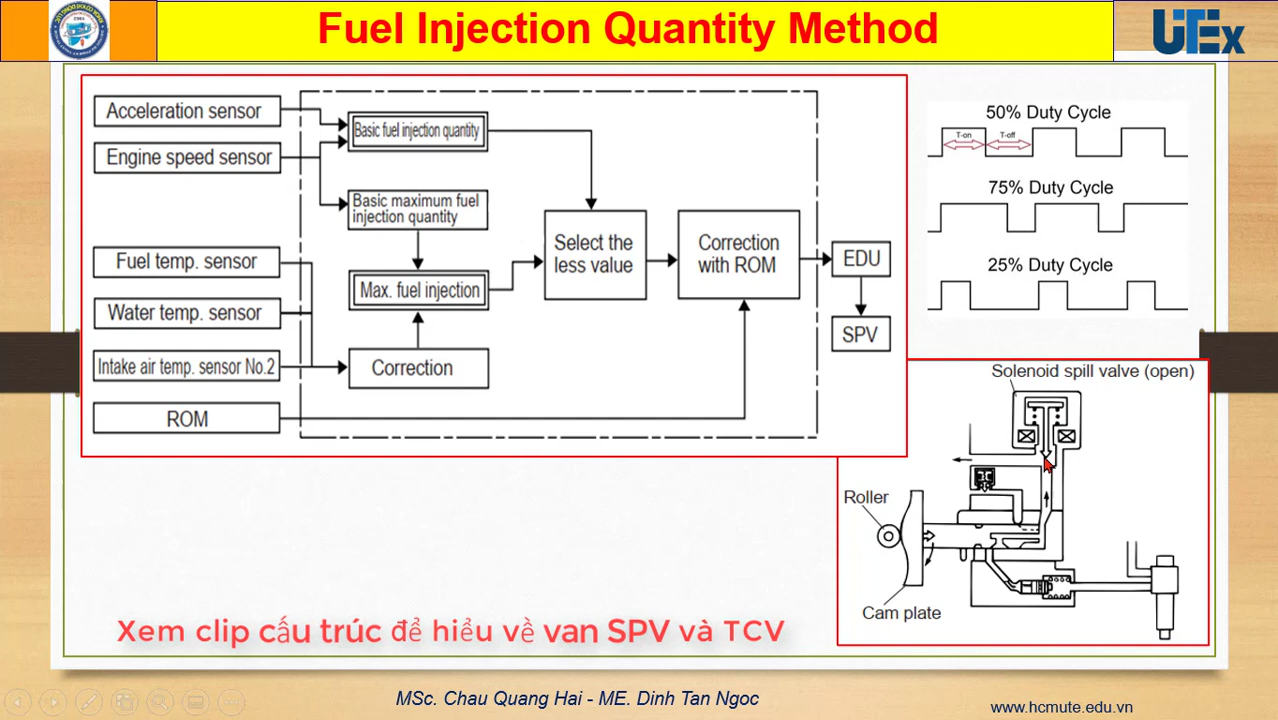 Fuel Injection Quantity Method
UTEx
Acceleration sensor
Engine speed sensor
Fuel temp. sensor
Water temp. sensor
Intake air temp. sensor No.2
ROM
Basic fuel injection quantity
Basic maximum fuel
injection quantity
Max. fuel injection
Correction
Select the
less value
Correction
with ROM
EDU
SPV
50% Duty Cycle
T-on
T-off
75% Duty Cycle
25% Duty Cycle
Solenoid spill valve (open)
Roller
Cam plate
Xem clip cấu trúc để hiểu về van SPV và TCV
MSc. Chau Quang Hai - ME. Dinh Tan Ngoc
www.hcmute.edu.vn